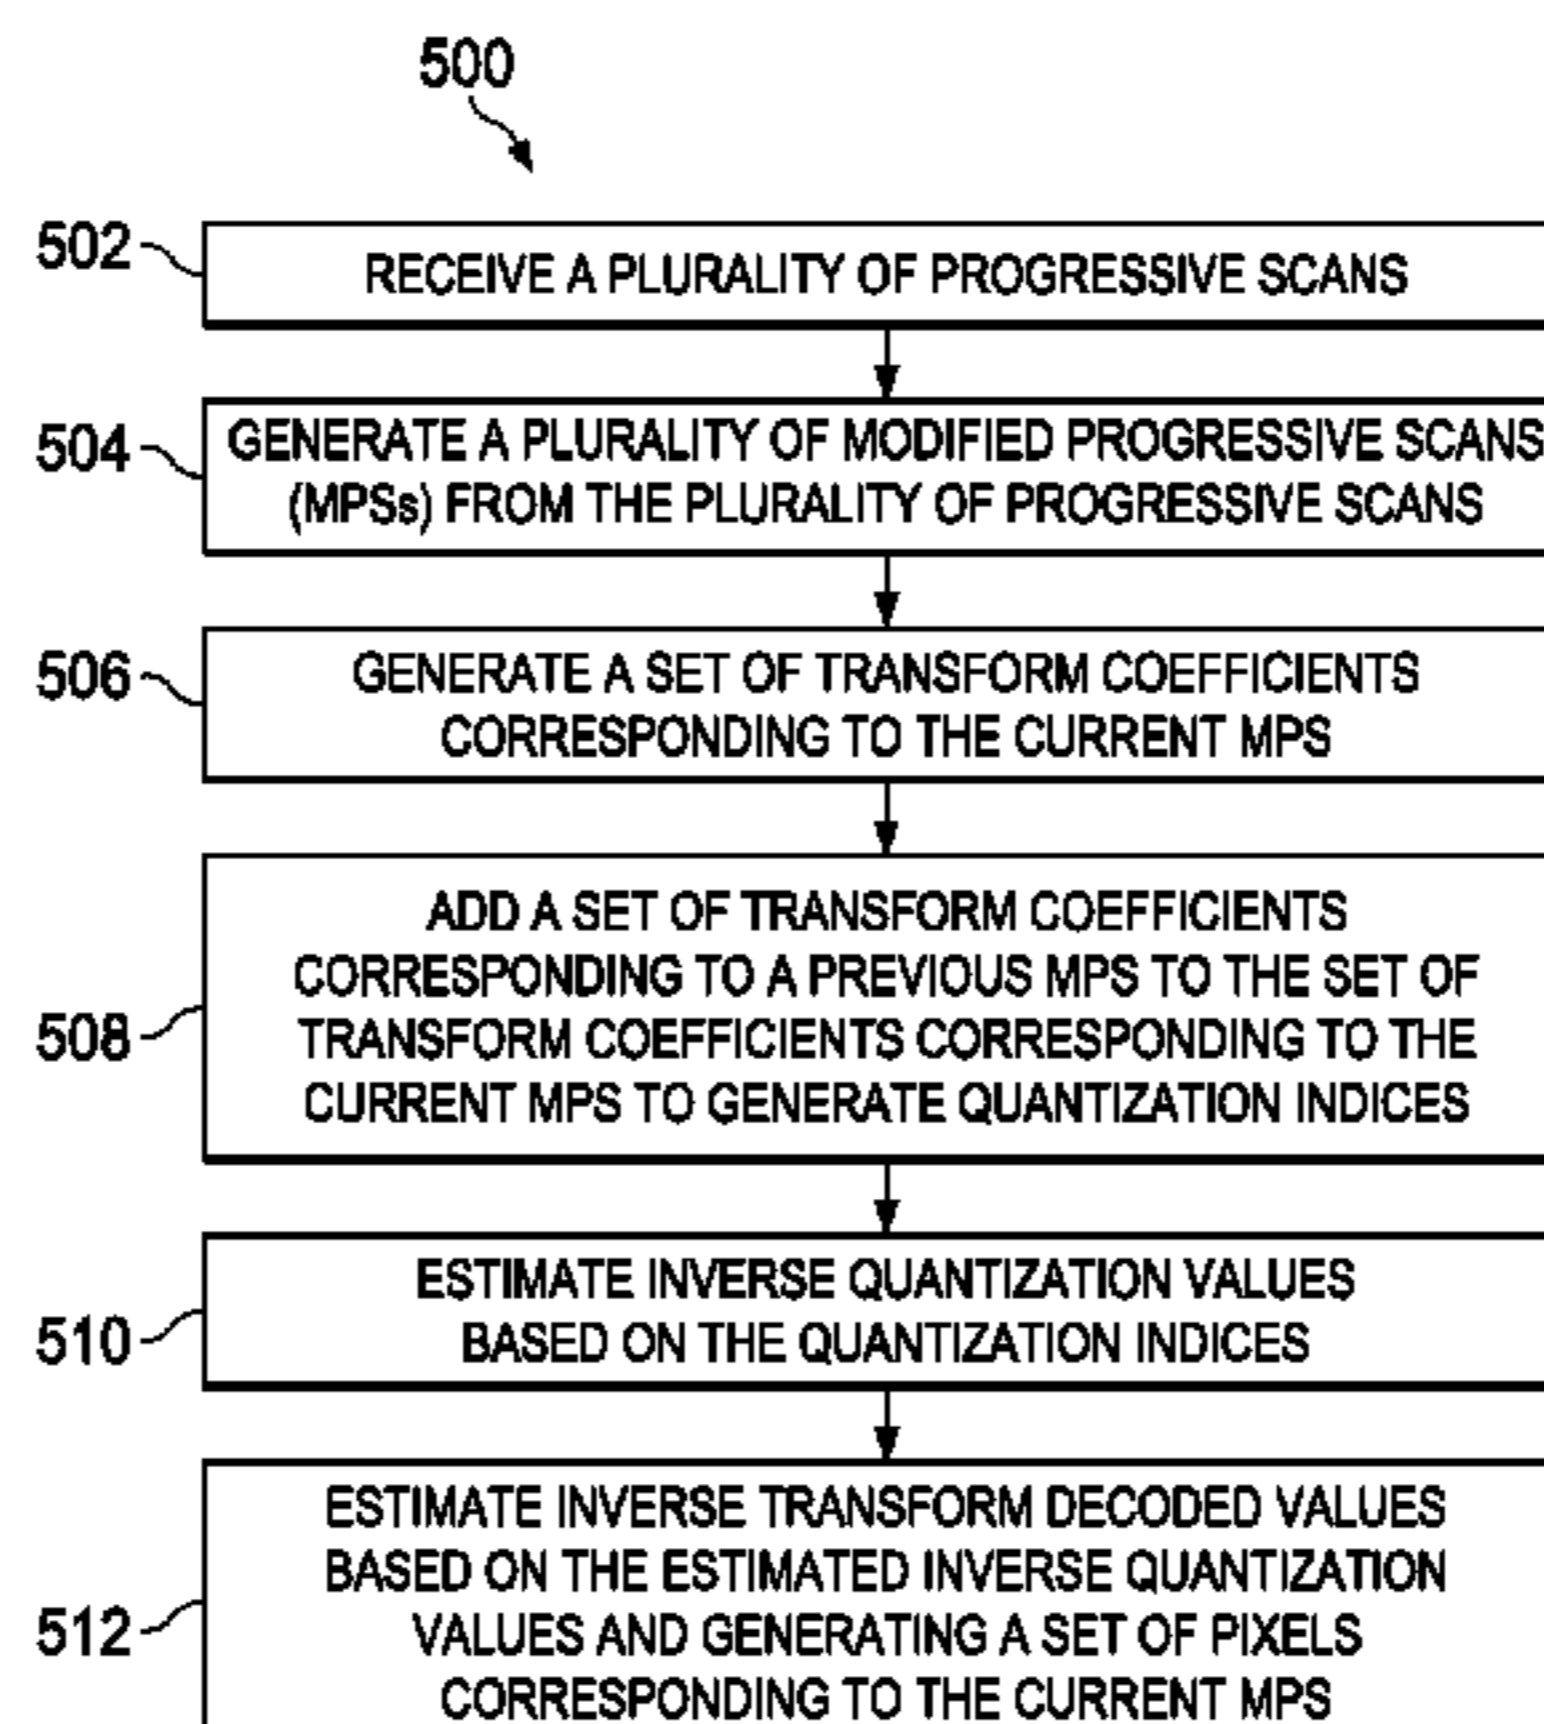 500
502
RECEIVE A PLURALITY OF PROGRESSIVE SCANS
504
GENERATE A PLURALITY OF MODIFIED PROGRESSIVE SCANS
(MPSs) FROM THE PLURALITY OF PROGRESSIVE SCANS
506
GENERATE A SET OF TRANSFORM COEFFICIENTS
CORRESPONDING TO THE CURRENT MPS
508
ADD A SET OF TRANSFORM COEFFICIENTS
CORRESPONDING TO A PREVIOUS MPS TO THE SET OF
TRANSFORM COEFFICIENTS CORRESPONDING TO THE
CURRENT MPS TO GENERATE QUANTIZATION INDICES
510
ESTIMATE INVERSE QUANTIZATION VALUES
BASED ON THE QUANTIZATION INDICES
512
ESTIMATE INVERSE TRANSFORM DECODED VALUES
BASED ON THE ESTIMATED INVERSE QUANTIZATION
VALUES AND GENERATING A SET OF PIXELS
CORRESPONDING TO THE CURRENT MPS